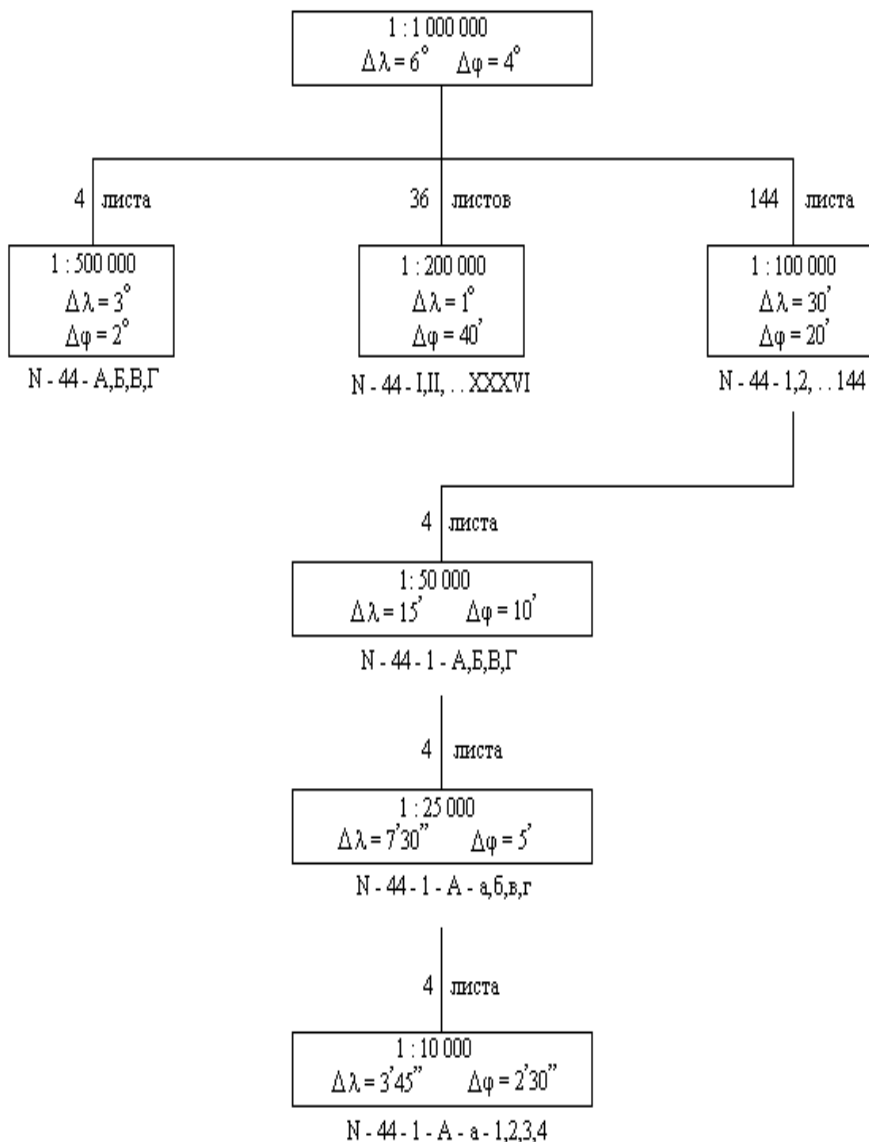 1 : 1 000 000
Δλ = 6° Δφ = 4°
4 листа
36 листов
144 листа
1 : 500 000
Δλ = 3°
Δφ = 2°
N - 44 - А,Б,В,Г
1 : 200 000
Δλ = 1°
Δφ = 40'
N - 44 - I,II, . . XXXVI
1 : 100 000
Δλ = 30'
Δφ = 20'
N - 44 - 1,2, . . 144
4 листа
1 : 50 000
Δλ = 15' Δφ = 10'
N - 44 - 1 - А,Б,В,Г
4 листа
1 : 25 000
Δλ = 7'30" Δφ = 5'
N - 44 - 1 - А - а,б,в,г
4 листа
1 : 10 000
Δλ = 3'45" Δφ = 2'30"
N - 44 - 1 - А - а - 1,2,3,4